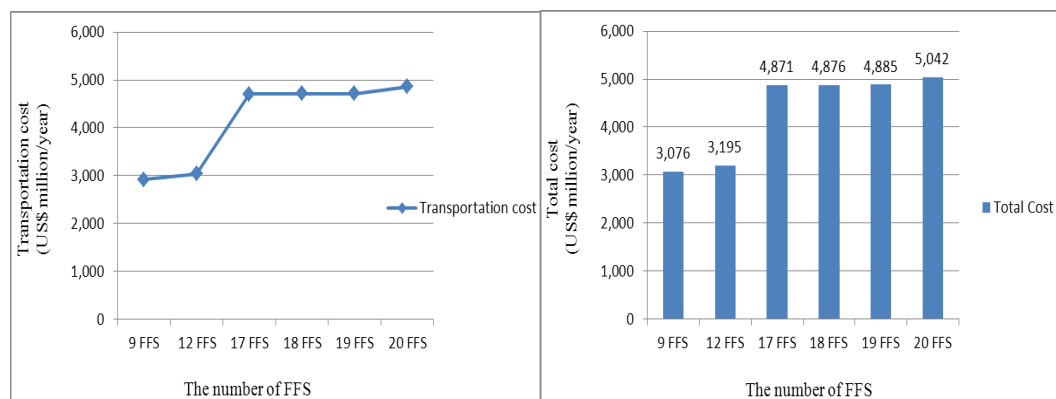 6,000
5,000
4,000
3,000
2,000
1,000
0
Transportation cost
(US$ million/year)
Transportation cost
9 FFS 12 FFS 17 FFS 18 FFS 19 FFS 20 FFS
The number of FFS
6,000
5,000
4,000
3,000
2,000
1,000
0
Total cost
(US$ million/year)
3,076
3,195
4,871
4,876
4,885
5,042
Total Cost
9 FFS 12 FFS 17 FFS 18 FFS 19 FFS 20 FFS
The number of FFS